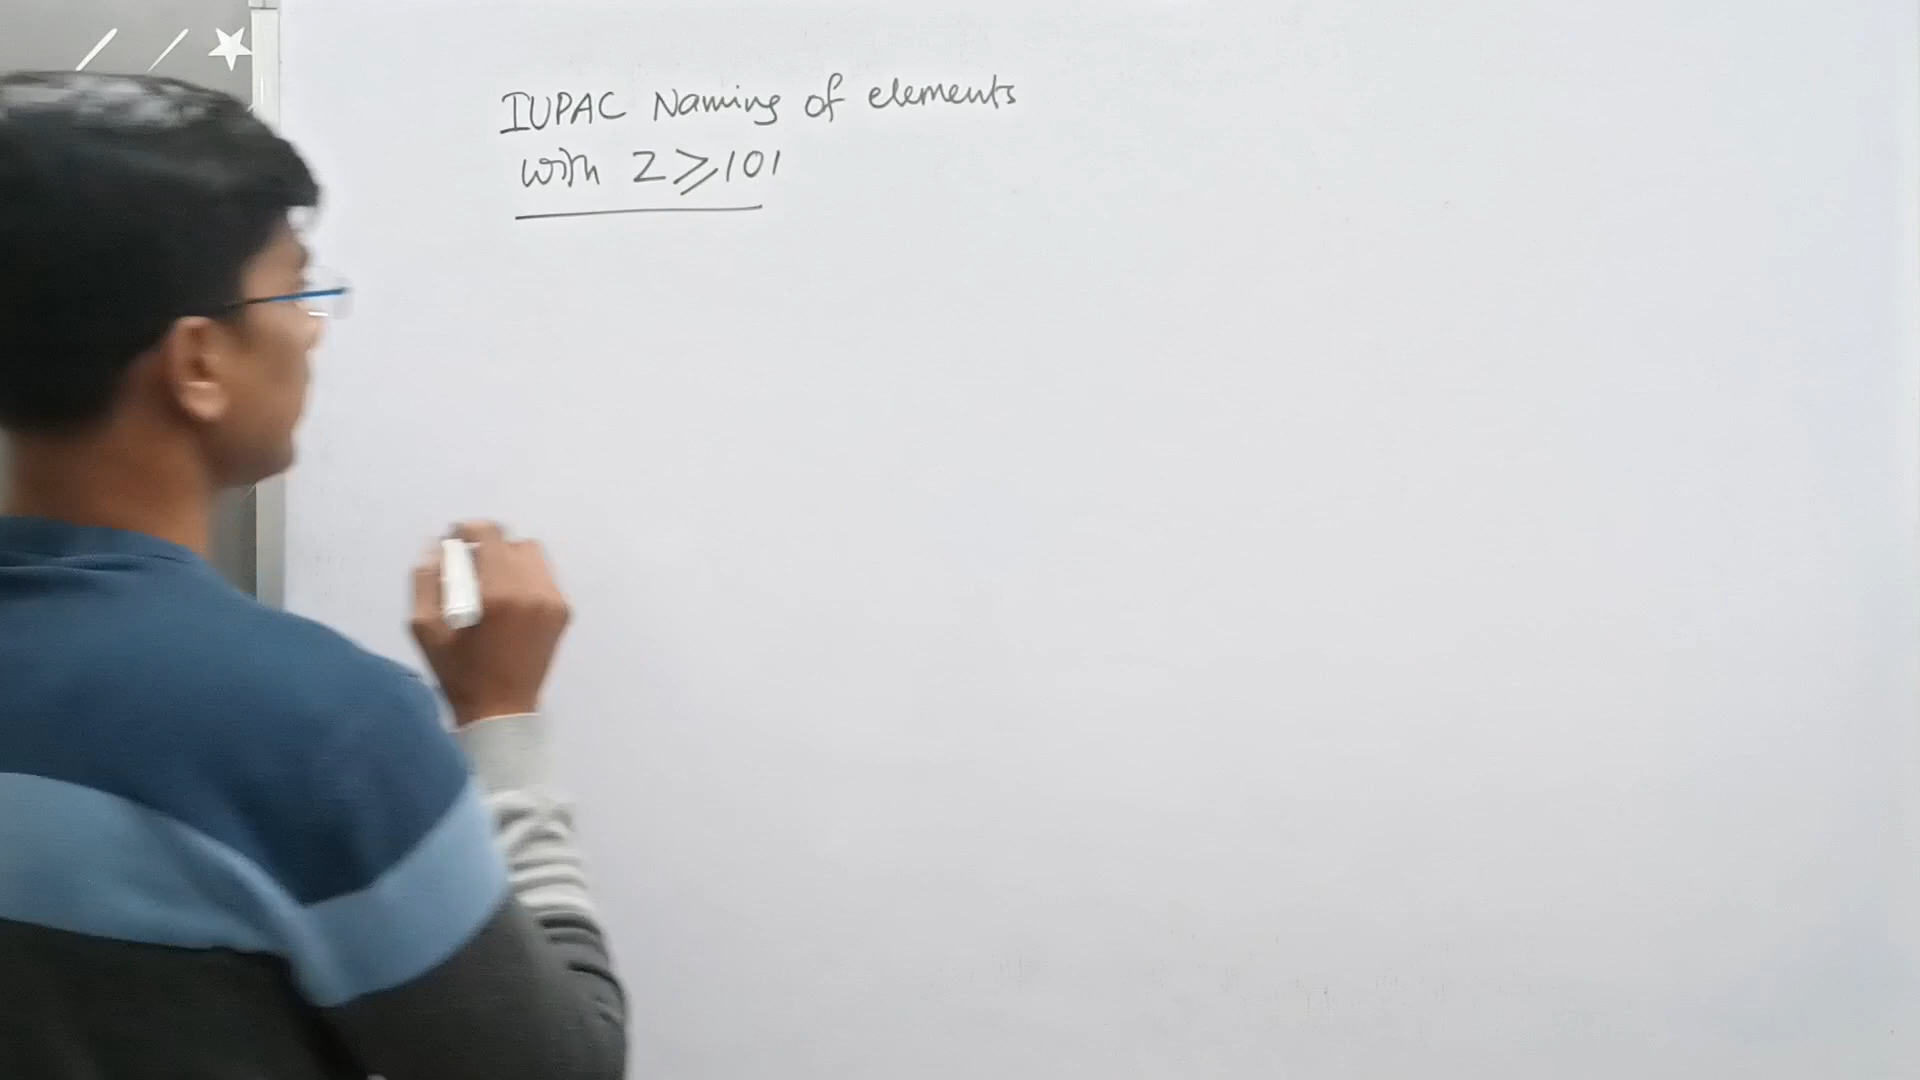 IUPAC Naming of elements
with Z ⩾ 101